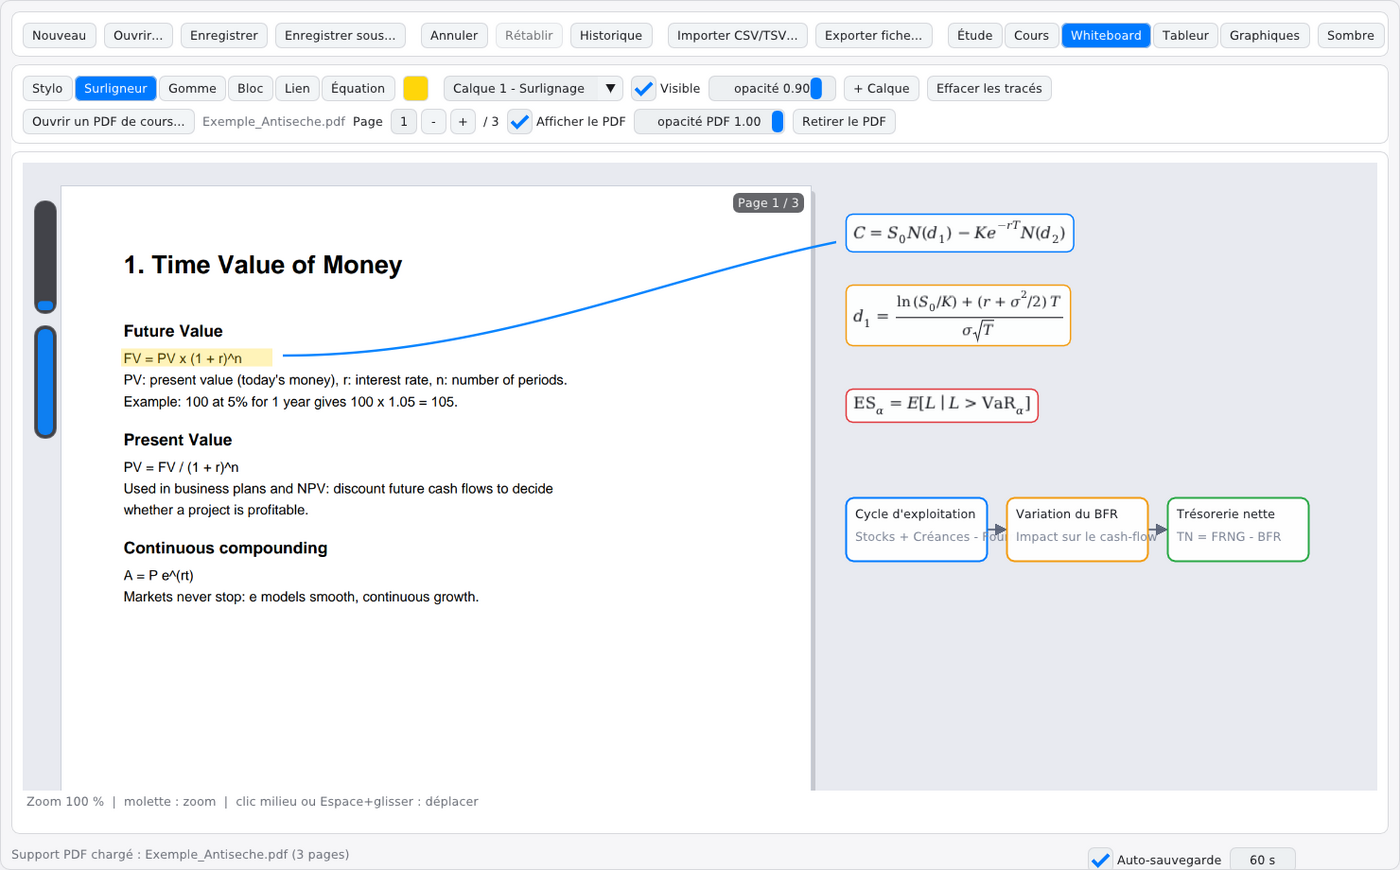 Nouveau Ouvrir... Enregistrer Enregistrer sous... Annuler Rétablir Historique Importer CSV/TSV... Exporter fiche... Étude Cours Whiteboard Tableur Graphiques Sombre
Stylo Surligneur Gomme Bloc Lien Équation Calque 1 - Surlignage Visible opacité 0.90 + Calque Effacer les tracés
Ouvrir un PDF de cours... Exemple_Antiseche.pdf Page 1 - + / 3 Afficher le PDF opacité PDF 1.00 Retirer le PDF
Page 1 / 3
1. Time Value of Money
Future Value
FV = PV x (1 + r)^n
PV: present value (today's money), r: interest rate, n: number of periods.
Example: 100 at 5% for 1 year gives 100 x 1.05 = 105.
Present Value
PV = FV / (1 + r)^n
Used in business plans and NPV: discount future cash flows to decide
whether a project is profitable.
Continuous compounding
A = P e^(rt)
Markets never stop: e models smooth, continuous growth.
C = S₀N(d₁) − Ke^−rT N(d₂)
d₁ = ln (S₀/K) + (r + σ²/2) T / σ√T
ES_α = E[L | L > VaR_α]
Cycle d'exploitation
Stocks + Créances -
Variation du BFR
Impact sur le cash-flow
Trésorerie nette
TN = FRNG - BFR
Zoom 100 % | molette : zoom | clic milieu ou Espace+glisser : déplacer
Support PDF chargé : Exemple_Antiseche.pdf (3 pages)
Auto-sauvegarde 60 s